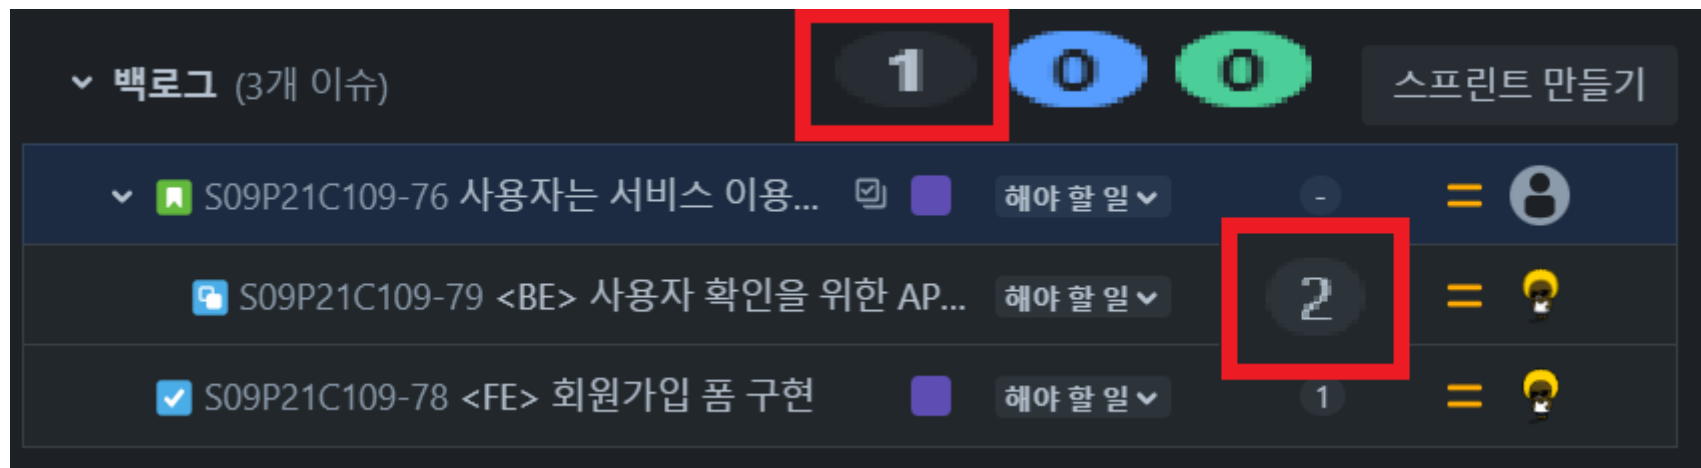 백로그 (3개 이슈) 1 0 0 스프린트 만들기
S09P21C109-76 사용자는 서비스 이용... 해야 할 일 -
S09P21C109-79 <BE> 사용자 확인을 위한 AP... 해야 할 일 2
S09P21C109-78 <FE> 회원가입 폼 구현 해야 할 일 1